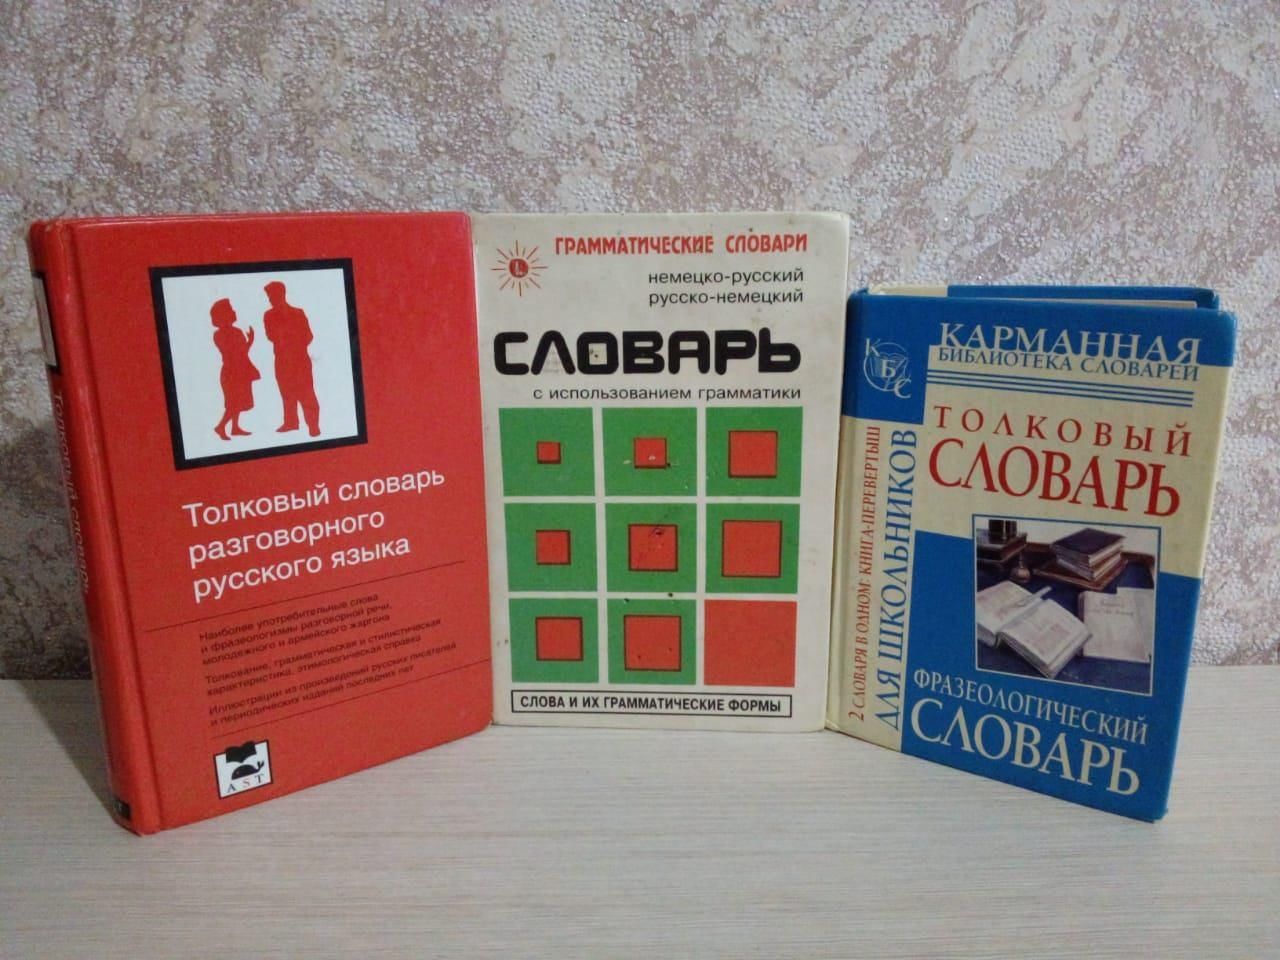 Толковый словарь
разговорного
русского языка
Наиболее употребительные слова
и фразеологизмы разговорной речи,
молодежного и армейского жаргона
Толкование, грамматическая и стилистическая
характеристика, этимологическая справка
Иллюстрации из произведений русских писателей
и периодических изданий последних лет
AST
ТОЛКОВЫЙ СЛОВАРЬ
ГРАММАТИЧЕСКИЕ СЛОВАРИ
немецко-русский
русско-немецкий
СЛОВАРЬ
с использованием грамматики
СЛОВА И ИХ ГРАММАТИЧЕСКИЕ ФОРМЫ
КБС
КАРМАННАЯ
БИБЛИОТЕКА СЛОВАРЕЙ
2 СЛОВАРЯ В ОДНОМ: КНИГА-ПЕРЕВЕРТЫШ
ДЛЯ ШКОЛЬНИКОВ
ТОЛКОВЫЙ
СЛОВАРЬ
ФРАЗЕОЛОГИЧЕСКИЙ
СЛОВАРЬ